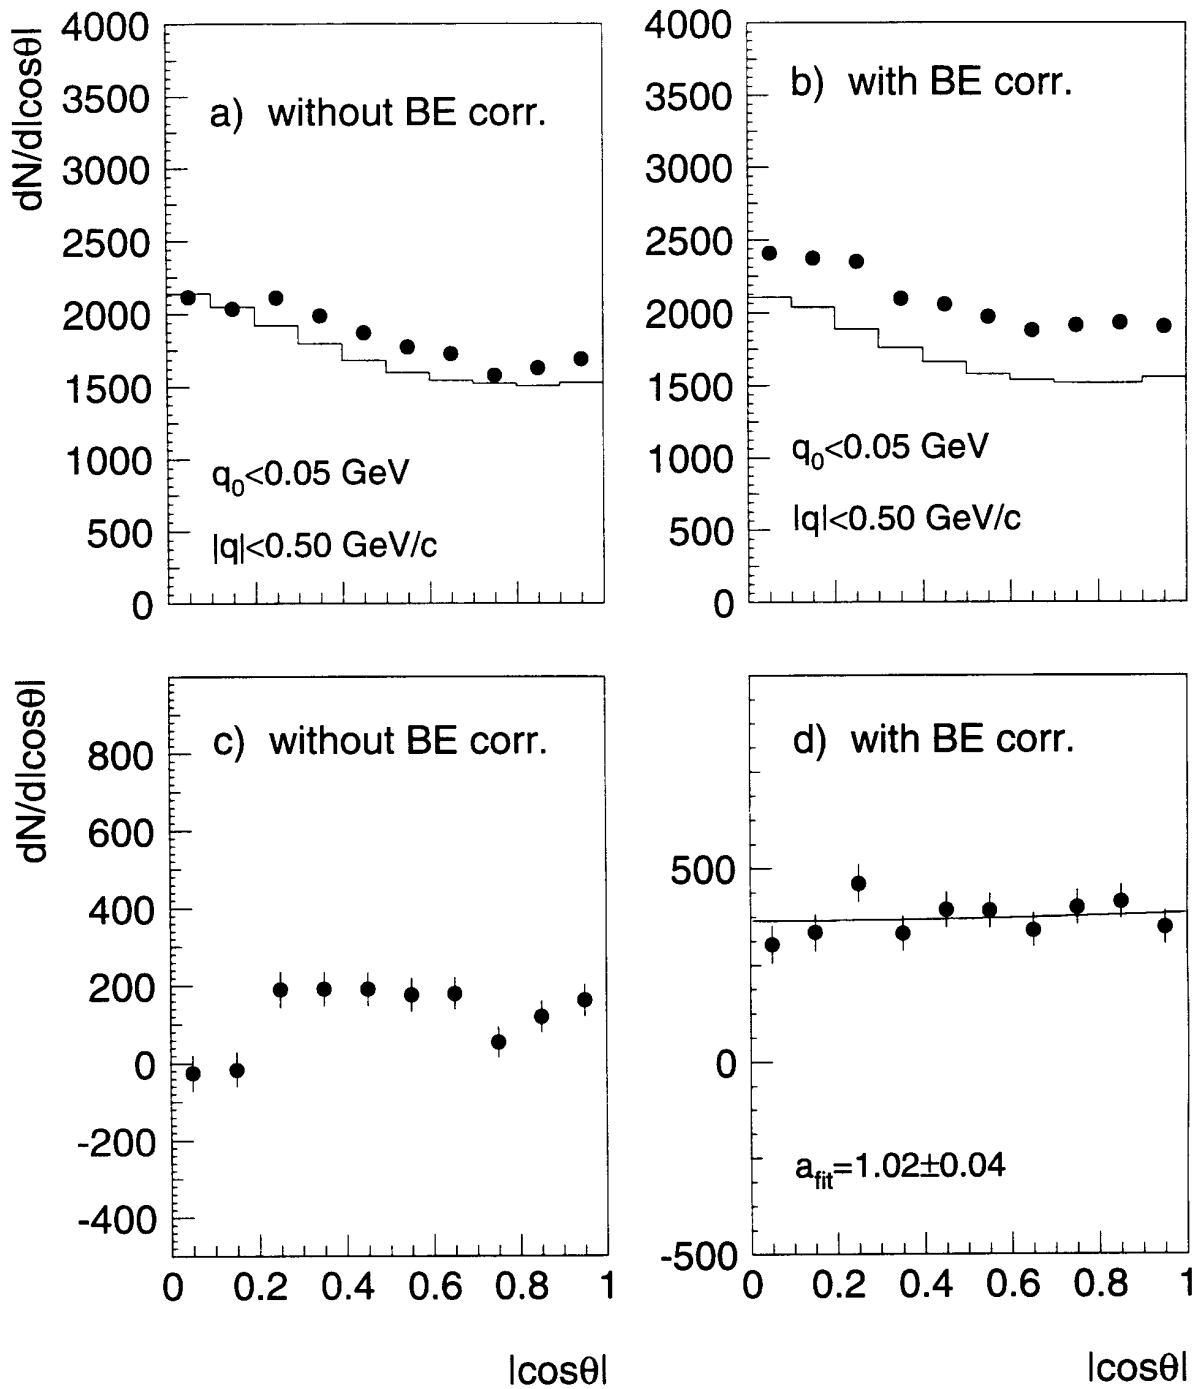 dN/d|cosθ|
4000
3500
3000
2500
2000
1500
1000
500
0
a) without BE corr.
q0<0.05 GeV
|q|<0.50 GeV/c
4000
3500
3000
2500
2000
1500
1000
500
0
b) with BE corr.
q0<0.05 GeV
|q|<0.50 GeV/c
dN/d|cosθ|
800
600
400
200
0
-200
-400
c) without BE corr.
0 0.2 0.4 0.6 0.8 1
|cosθ|
500
0
-500
d) with BE corr.
afit=1.02±0.04
0 0.2 0.4 0.6 0.8 1
|cosθ|